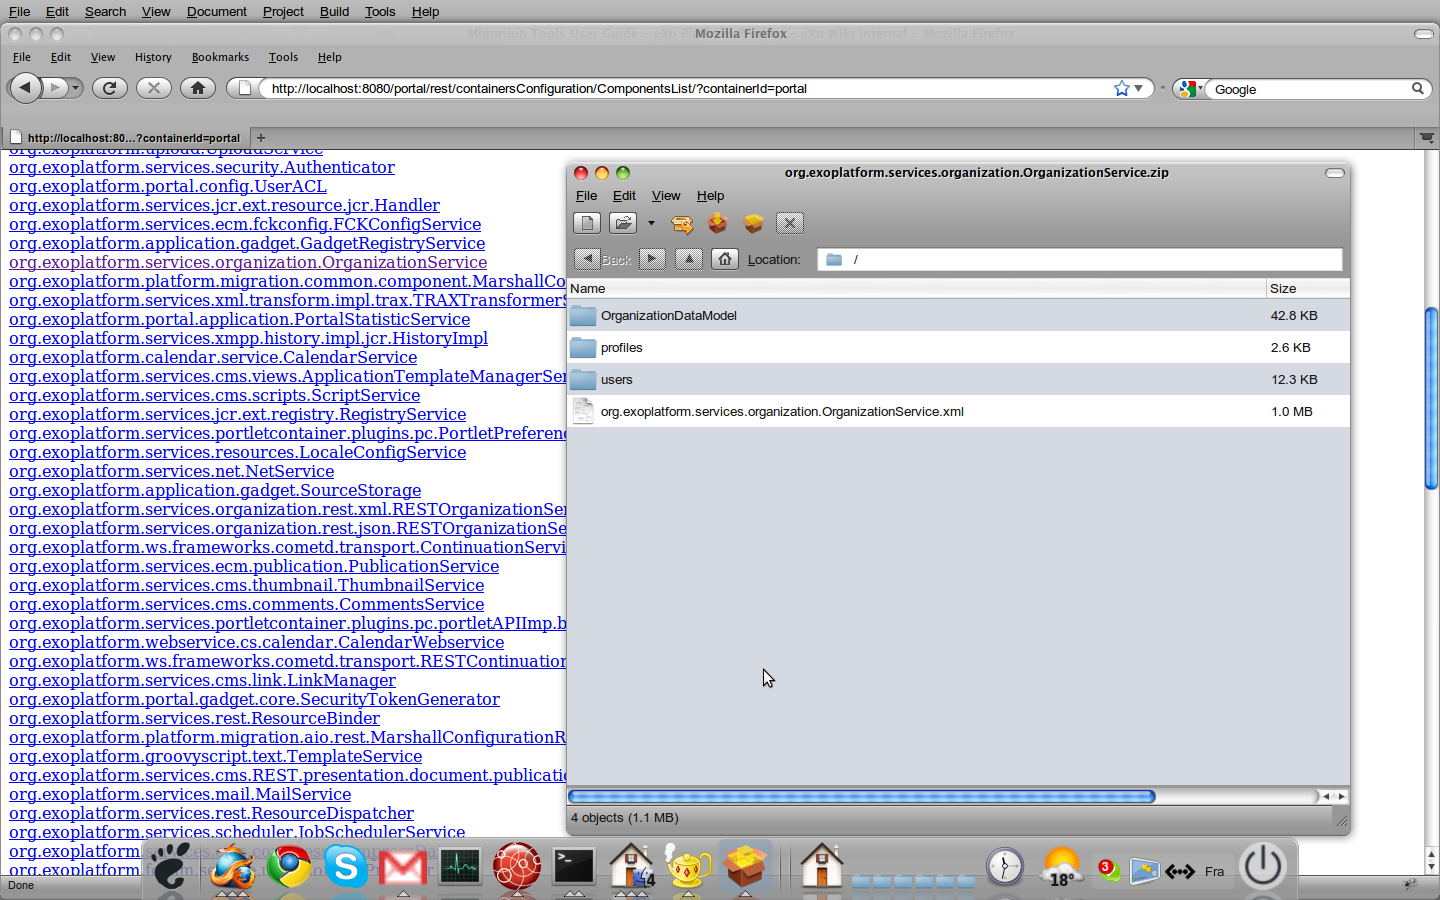 File Edit Search View Document Project Build Tools Help
Migration Tools User Guide - eXo Pl Mozilla Firefox - eXo Wiki Internal - Mozilla Firefox
File Edit View History Bookmarks Tools Help
http://localhost:8080/portal/rest/containersConfiguration/ComponentsList/?containerId=portal
Google
http://localhost:80...?containerId=portal
org.exoplatform.upload.UploadService
org.exoplatform.services.security.Authenticator
org.exoplatform.portal.config.UserACL
org.exoplatform.services.jcr.ext.resource.jcr.Handler
org.exoplatform.services.ecm.fckconfig.FCKConfigService
org.exoplatform.application.gadget.GadgetRegistryService
org.exoplatform.services.organization.OrganizationService
org.exoplatform.platform.migration.common.component.MarshallCo
org.exoplatform.services.xml.transform.impl.trax.TRAXTransformerS
org.exoplatform.portal.application.PortalStatisticService
org.exoplatform.services.xmpp.history.impl.jcr.HistoryImpl
org.exoplatform.calendar.service.CalendarService
org.exoplatform.services.cms.views.ApplicationTemplateManagerSer
org.exoplatform.services.cms.scripts.ScriptService
org.exoplatform.services.jcr.ext.registry.RegistryService
org.exoplatform.services.portletcontainer.plugins.pc.PortletPreferenc
org.exoplatform.services.resources.LocaleConfigService
org.exoplatform.services.net.NetService
org.exoplatform.application.gadget.SourceStorage
org.exoplatform.services.organization.rest.xml.RESTOrganizationSer
org.exoplatform.services.organization.rest.json.RESTOrganizationSe
org.exoplatform.ws.frameworks.cometd.transport.ContinuationServi
org.exoplatform.services.ecm.publication.PublicationService
org.exoplatform.services.cms.thumbnail.ThumbnailService
org.exoplatform.services.cms.comments.CommentsService
org.exoplatform.services.portletcontainer.plugins.pc.portletAPIImp.b
org.exoplatform.webservice.cs.calendar.CalendarWebservice
org.exoplatform.ws.frameworks.cometd.transport.RESTContinuation
org.exoplatform.services.cms.link.LinkManager
org.exoplatform.portal.gadget.core.SecurityTokenGenerator
org.exoplatform.services.rest.ResourceBinder
org.exoplatform.platform.migration.aio.rest.MarshallConfigurationR
org.exoplatform.groovyscript.text.TemplateService
org.exoplatform.services.cms.REST.presentation.document.publicatio
org.exoplatform.services.mail.MailService
org.exoplatform.services.rest.ResourceDispatcher
org.exoplatform.services.scheduler.JobSchedulerService
org.exoplatform.
org.exoplatform.
Done
org.exoplatform.services.organization.OrganizationService.zip
File Edit View Help
Back Location: /
Name Size
OrganizationDataModel 42.8 KB
profiles 2.6 KB
users 12.3 KB
org.exoplatform.services.organization.OrganizationService.xml 1.0 MB
4 objects (1.1 MB)
4
18°
3
Fra